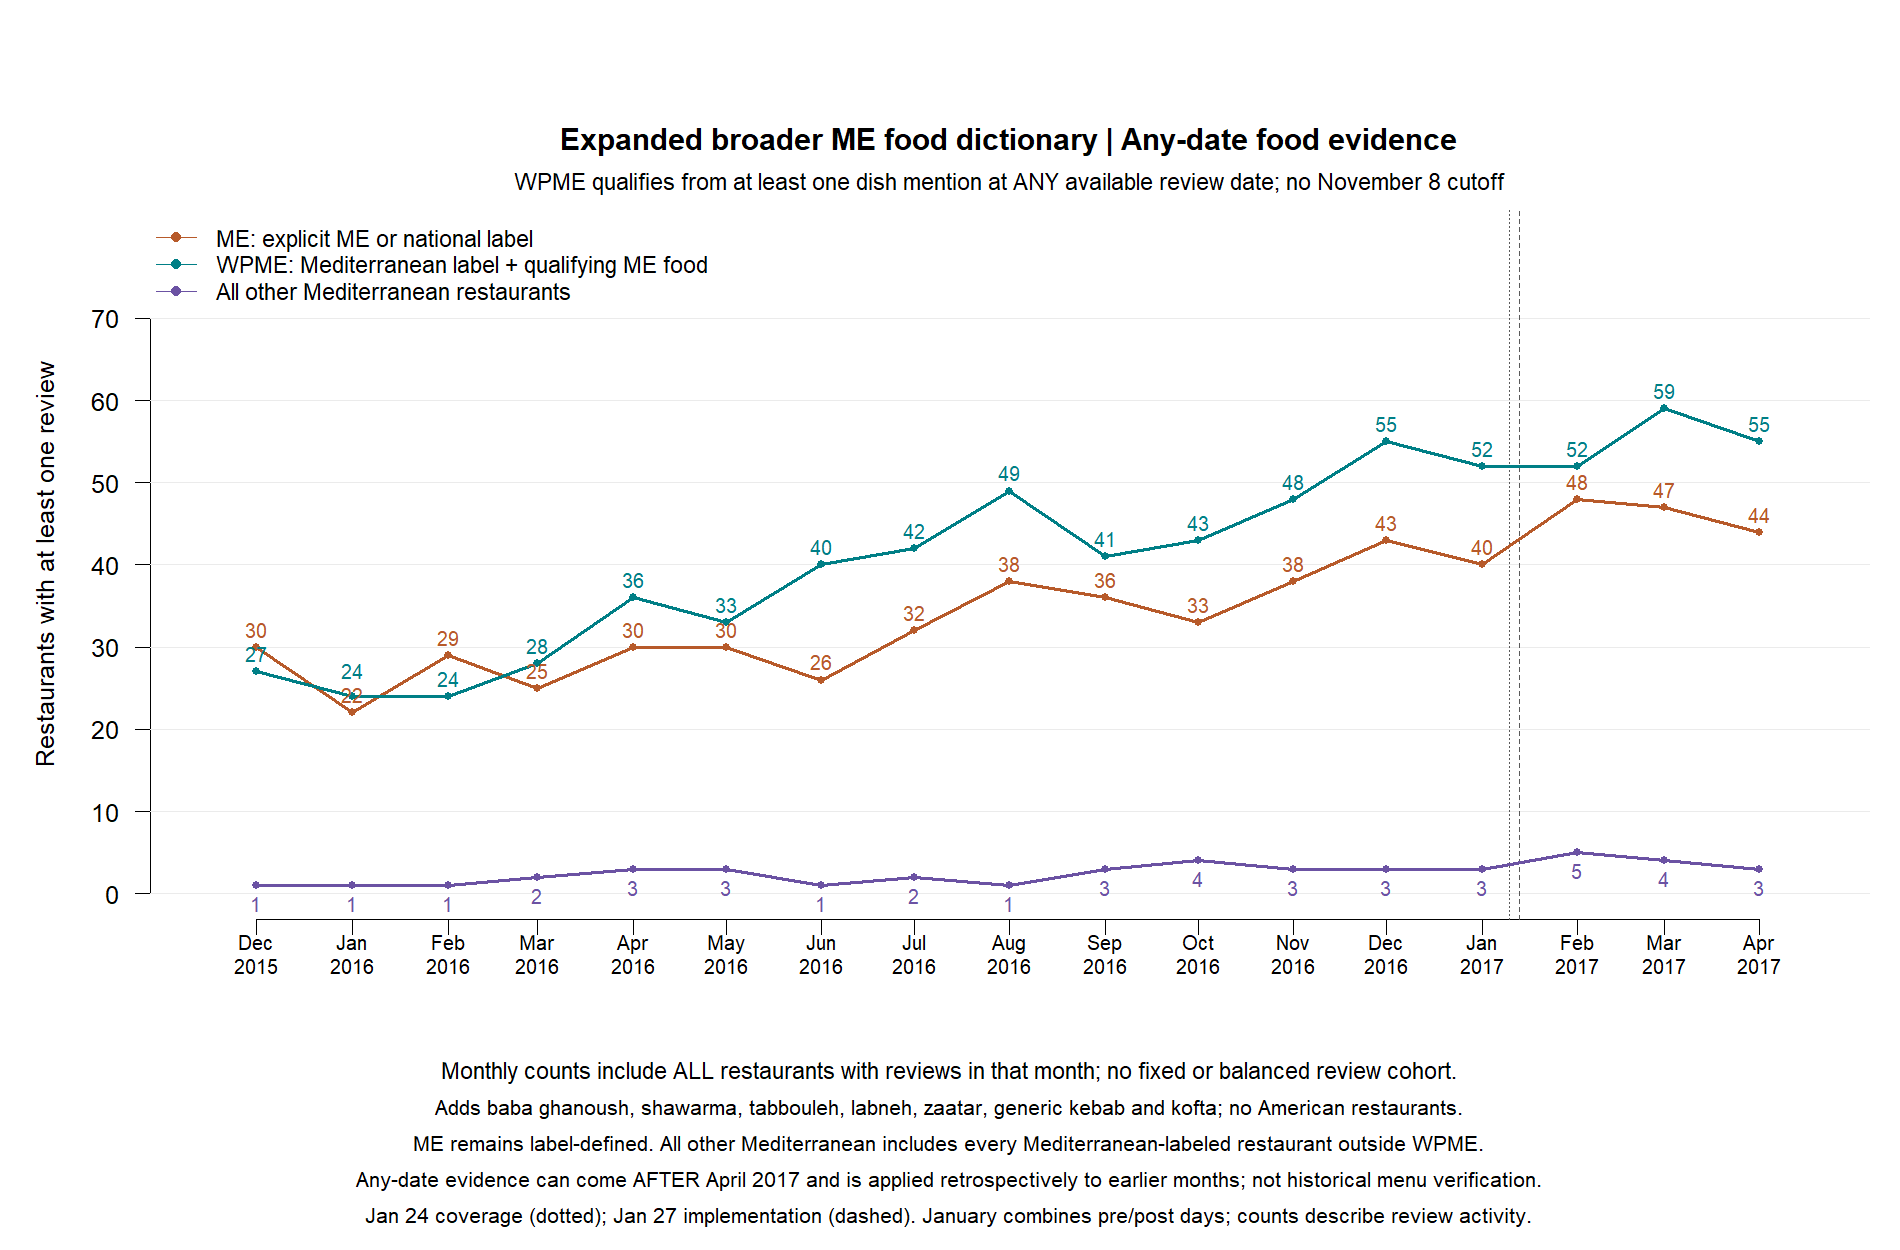 Expanded broader ME food dictionary | Any-date food evidence
WPME qualifies from at least one dish mention at ANY available review date; no November 8 cutoff
ME: explicit ME or national label
WPME: Mediterranean label + qualifying ME food
All other Mediterranean restaurants
Restaurants with at least one review
70
60
50
40
30
20
10
0
30 22 29 25 30 30 26 32 38 36 33 38 43 40 48 47 44
27 24 24 28 36 33 40 42 49 41 43 48 55 52 52 59 55
1 1 1 2 3 3 1 2 1 3 4 3 3 3 5 4 3
Dec Jan Feb Mar Apr May Jun Jul Aug Sep Oct Nov Dec Jan Feb Mar Apr
2015 2016 2016 2016 2016 2016 2016 2016 2016 2016 2016 2016 2016 2017 2017 2017 2017
Monthly counts include ALL restaurants with reviews in that month; no fixed or balanced review cohort.
Adds baba ghanoush, shawarma, tabbouleh, labneh, zaatar, generic kebab and kofta; no American restaurants.
ME remains label-defined. All other Mediterranean includes every Mediterranean-labeled restaurant outside WPME.
Any-date evidence can come AFTER April 2017 and is applied retrospectively to earlier months; not historical menu verification.
Jan 24 coverage (dotted); Jan 27 implementation (dashed). January combines pre/post days; counts describe review activity.